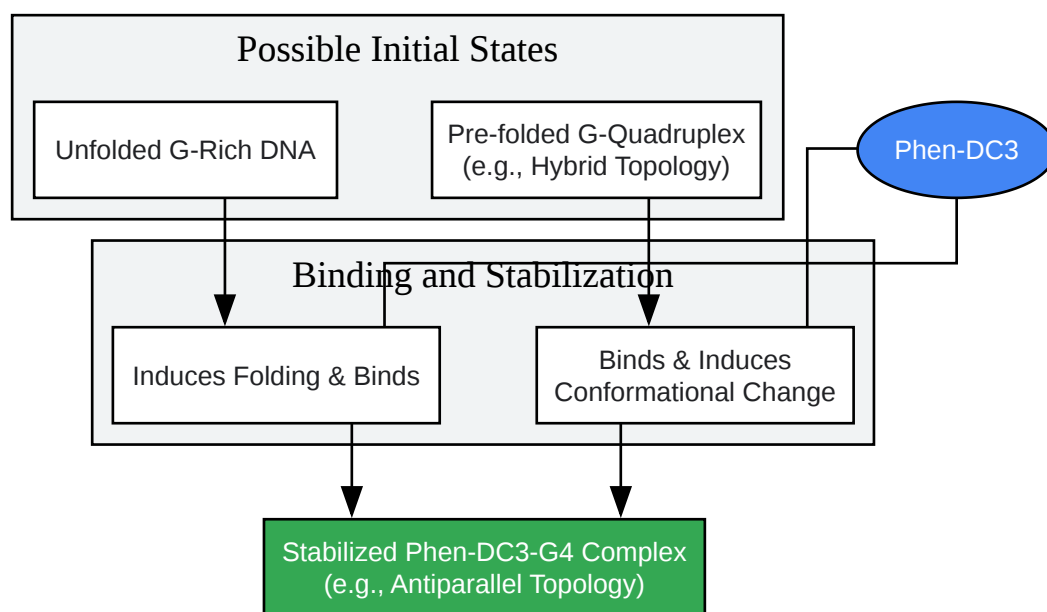 Possible Initial States
Unfolded G-Rich DNA
Pre-folded G-Quadruplex
(e.g., Hybrid Topology)
Phen-DC3
Binding and Stabilization
Induces Folding & Binds
Binds & Induces
Conformational Change
Stabilized Phen-DC3-G4 Complex
(e.g., Antiparallel Topology)